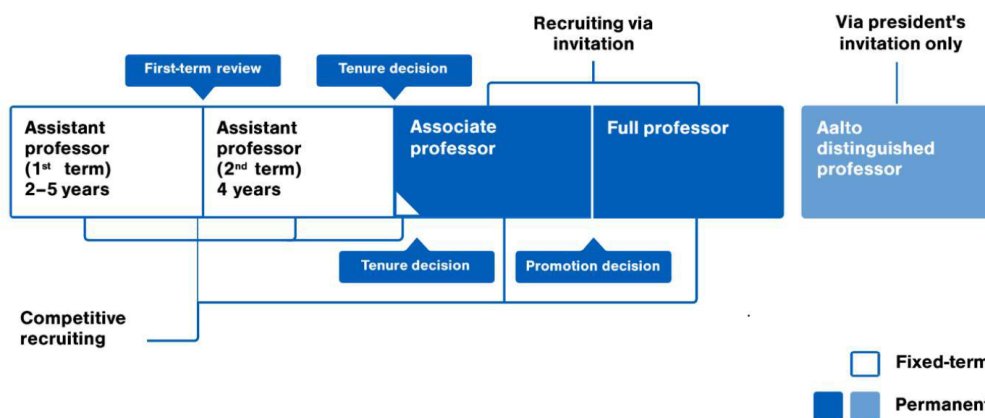 Recruiting via
invitation
Via president's
invitation only
First-term review
Tenure decision
Assistant
professor
(1st term)
2–5 years
Assistant
professor
(2nd term)
4 years
Associate
professor
Full professor
Aalto
distinguished
professor
Tenure decision
Promotion decision
Competitive
recruiting
Fixed-term
Permanent